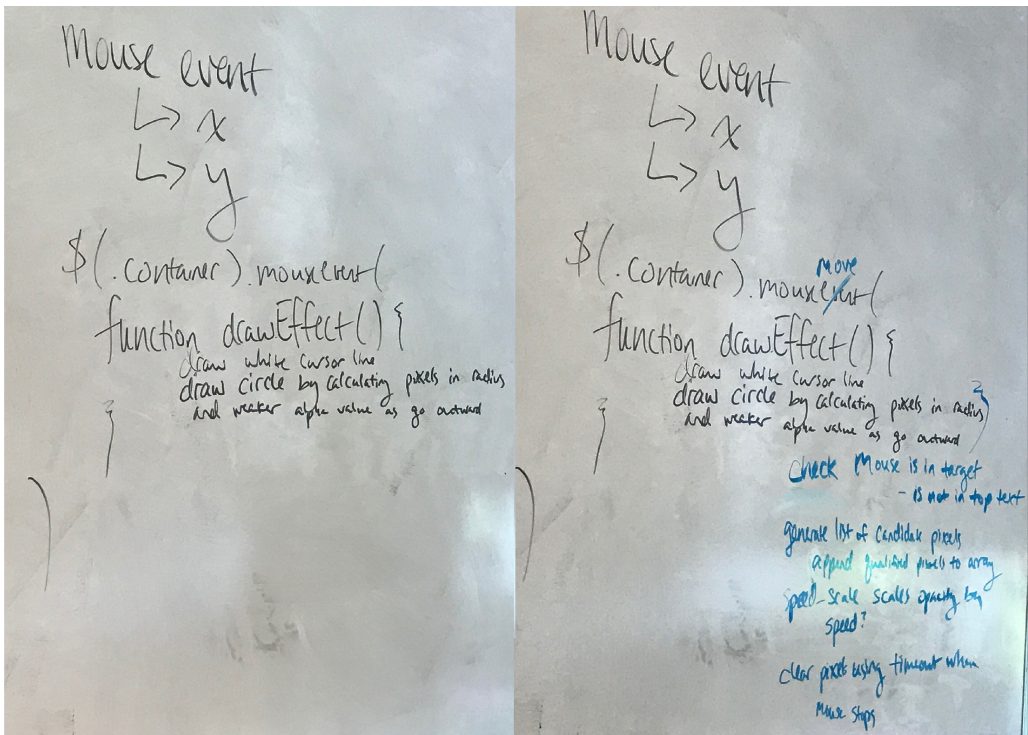 Mouse event
↳ x
↳ y
$(.container).mouseevent(
function drawEffect() {
draw white cursor line
draw circle by calculating pixels in radius
and weaker alpha value as go outward
}
)
Mouse event
↳ x
↳ y
move
$(.container).mouseevent(
function drawEffect() {
draw white cursor line
draw circle by calculating pixels in radius
and weaker alpha value as go outward
}
}
)
check Mouse is in target
- is not in top text
generate list of candidate pixels
append qualified pixels to array
speed_scale scales opacity by
speed?
clear pixels using timeout when
Mouse stops